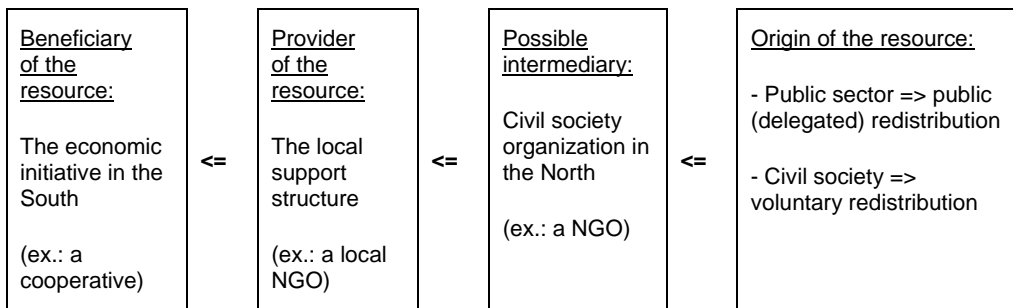 Beneficiary
of the
resource:
The economic
initiative in the
South
(ex.: a
cooperative)
<=
Provider
of the
resource:
The local
support
structure
(ex.: a local
NGO)
<=
Possible
intermediary:
Civil society
organization in
the North
(ex.: a NGO)
<=
Origin of the resource:
- Public sector => public
(delegated) redistribution
- Civil society =>
voluntary redistribution